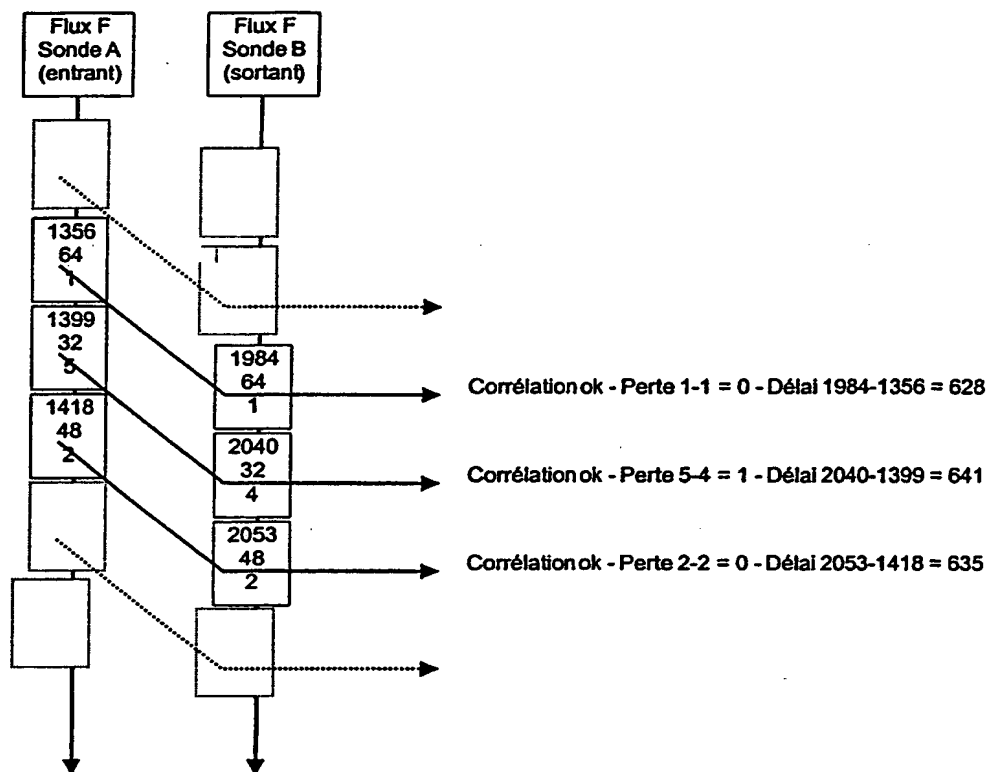 Flux F
Sonde A
(entrant)
Flux F
Sonde B
(sortant)
1356
64
1
1399
32
5
1418
48
2
1984
64
1
2040
32
4
2053
48
2
Corrélation ok - Perte 1-1 = 0 - Délai 1984-1356 = 628
Corrélation ok - Perte 5-4 = 1 - Délai 2040-1399 = 641
Corrélation ok - Perte 2-2 = 0 - Délai 2053-1418 = 635